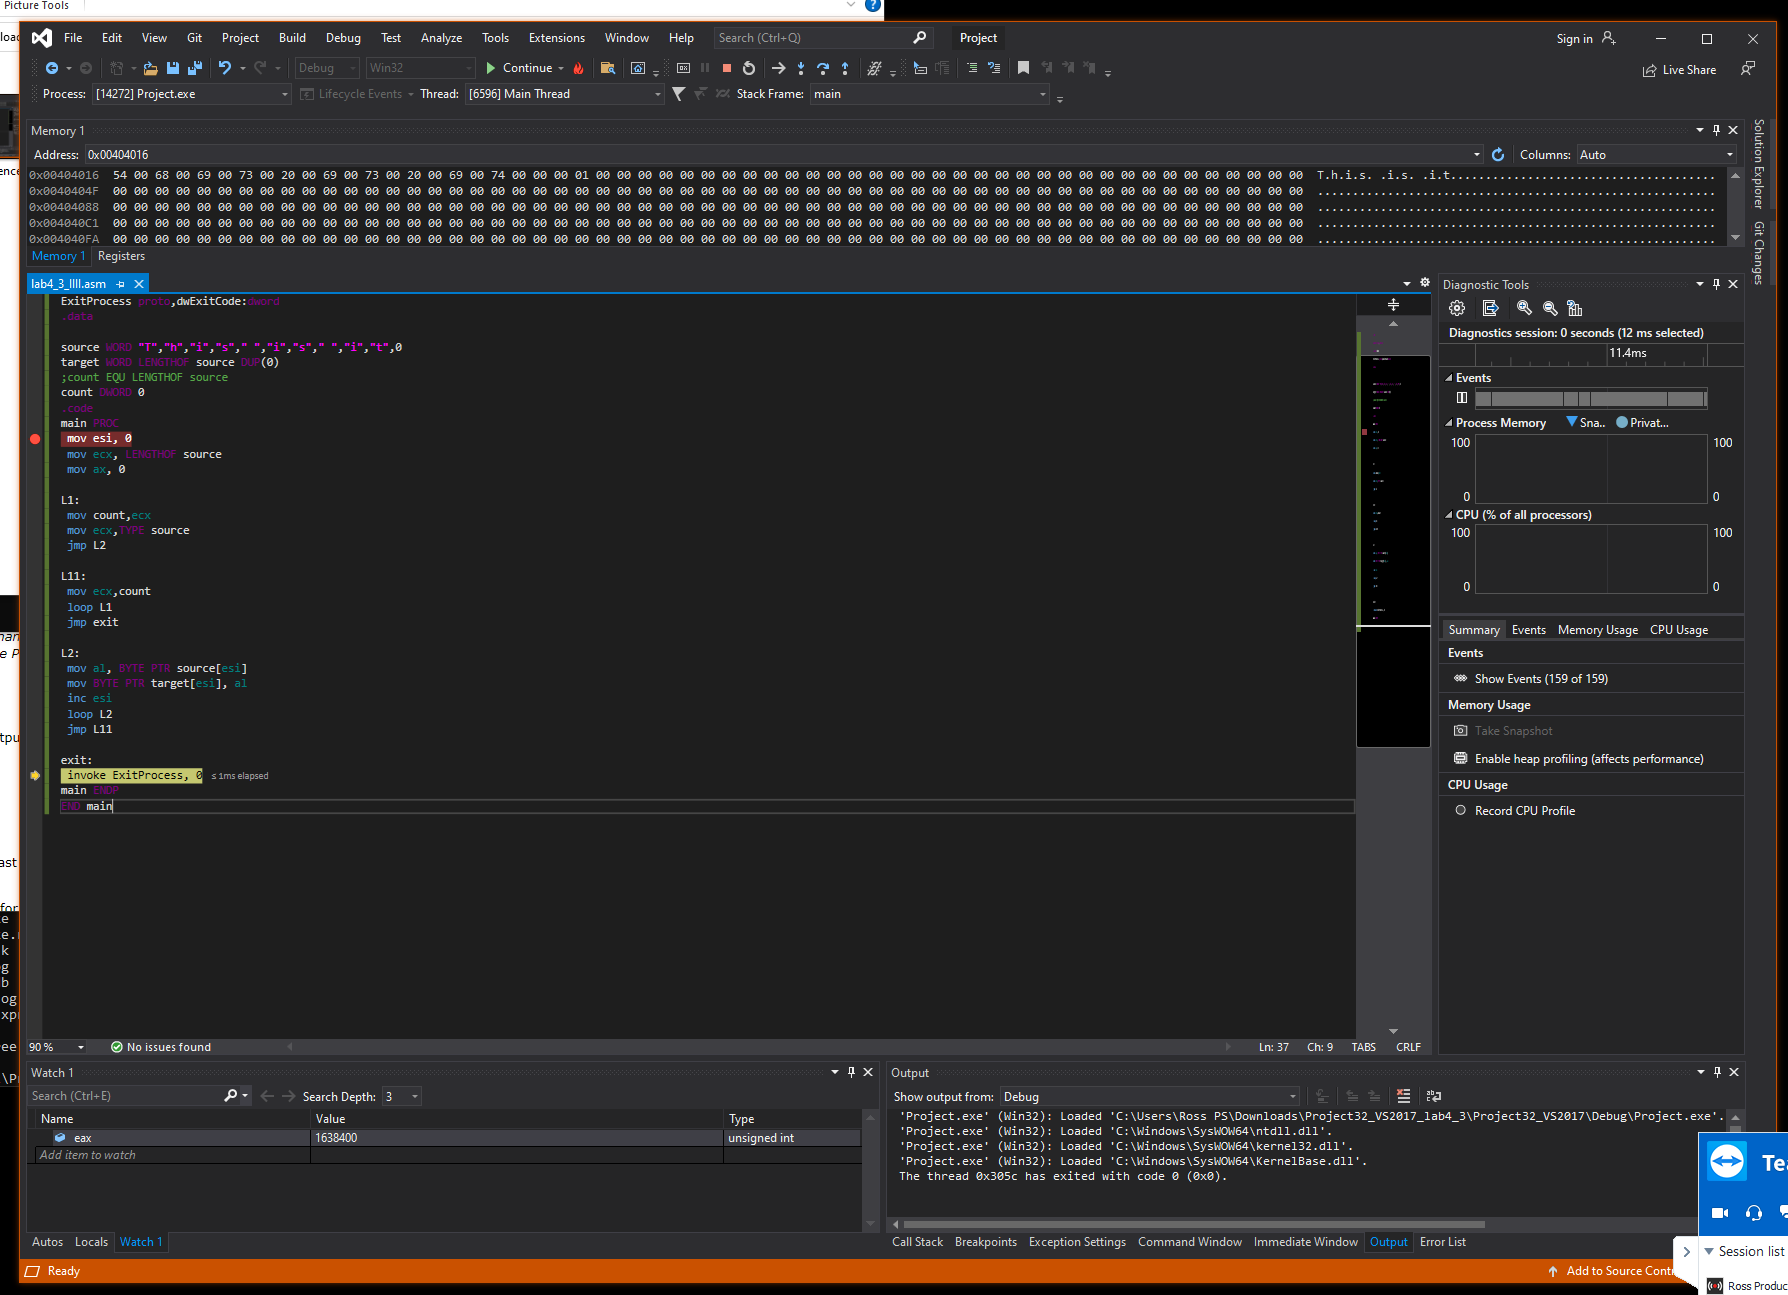 Picture Tools
File Edit View Git Project Build Debug Test Analyze Tools Extensions Window Help Search (Ctrl+Q) Project Sign in
Debug Win32 Continue Live Share
Process: [14272] Project.exe Lifecycle Events Thread: [6596] Main Thread Stack Frame: main
Memory 1
Address: 0x00404016 Columns: Auto
0x00404016 54 00 68 00 69 00 73 00 20 00 69 00 73 00 20 00 69 00 74 00 00 00 01 00 00 00 00 00 00 00 00 00 00 00 00 00 00 00 00 00 00 00 00 00 00 00 00 00 00 00 00 00 00 00 00 00 00 T.h.i.s. .i.s. .i.t......................................
0x0040404F 00 00 00 00 00 00 00 00 00 00 00 00 00 00 00 00 00 00 00 00 00 00 00 00 00 00 00 00 00 00 00 00 00 00 00 00 00 00 00 00 00 00 00 00 00 00 00 00 00 00 00 00 00 00 00 00 00 .........................................................
0x00404088 00 00 00 00 00 00 00 00 00 00 00 00 00 00 00 00 00 00 00 00 00 00 00 00 00 00 00 00 00 00 00 00 00 00 00 00 00 00 00 00 00 00 00 00 00 00 00 00 00 00 00 00 00 00 00 00 00 .........................................................
0x004040C1 00 00 00 00 00 00 00 00 00 00 00 00 00 00 00 00 00 00 00 00 00 00 00 00 00 00 00 00 00 00 00 00 00 00 00 00 00 00 00 00 00 00 00 00 00 00 00 00 00 00 00 00 00 00 00 00 00 .........................................................
0x004040FA 00 00 00 00 00 00 00 00 00 00 00 00 00 00 00 00 00 00 00 00 00 00 00 00 00 00 00 00 00 00 00 00 00 00 00 00 00 00 00 00 00 00 00 00 00 00 00 00 00 00 00 00 00 00 00 00 00 .........................................................
Memory 1 Registers
Solution Explorer
Git Changes
lab4_3_llll.asm
ExitProcess proto,dwExitCode:dword
.data
source WORD "T","h","i","s"," ","i","s"," ","i","t",0
target WORD LENGTHOF source DUP(0)
;count EQU LENGTHOF source
count DWORD 0
.code
main PROC
mov esi, 0
mov ecx, LENGTHOF source
mov ax, 0
L1:
mov count,ecx
mov ecx,TYPE source
jmp L2
L11:
mov ecx,count
loop L1
jmp exit
L2:
mov al, BYTE PTR source[esi]
mov BYTE PTR target[esi], al
inc esi
loop L2
jmp L11
exit:
invoke ExitProcess, 0 ≤ 1ms elapsed
main ENDP
END main
90 % No issues found Ln: 37 Ch: 9 TABS CRLF
Diagnostic Tools
Diagnostics session: 0 seconds (12 ms selected)
11.4ms
Events
Process Memory Sna.. Privat...
100 100
0 0
CPU (% of all processors)
100 100
0 0
Summary Events Memory Usage CPU Usage
Events
Show Events (159 of 159)
Memory Usage
Take Snapshot
Enable heap profiling (affects performance)
CPU Usage
Record CPU Profile
Watch 1
Search (Ctrl+E) Search Depth: 3
Name Value Type
eax 1638400 unsigned int
Add item to watch
Autos Locals Watch 1
Output
Show output from: Debug
'Project.exe' (Win32): Loaded 'C:\Users\Ross PS\Downloads\Project32_VS2017_lab4_3\Project32_VS2017\Debug\Project.exe'.
'Project.exe' (Win32): Loaded 'C:\Windows\SysWOW64\ntdll.dll'.
'Project.exe' (Win32): Loaded 'C:\Windows\SysWOW64\kernel32.dll'.
'Project.exe' (Win32): Loaded 'C:\Windows\SysWOW64\KernelBase.dll'.
The thread 0x305c has exited with code 0 (0x0).
Call Stack Breakpoints Exception Settings Command Window Immediate Window Output Error List
Ready Add to Source Contr
Tea
Session list
Ross Produc